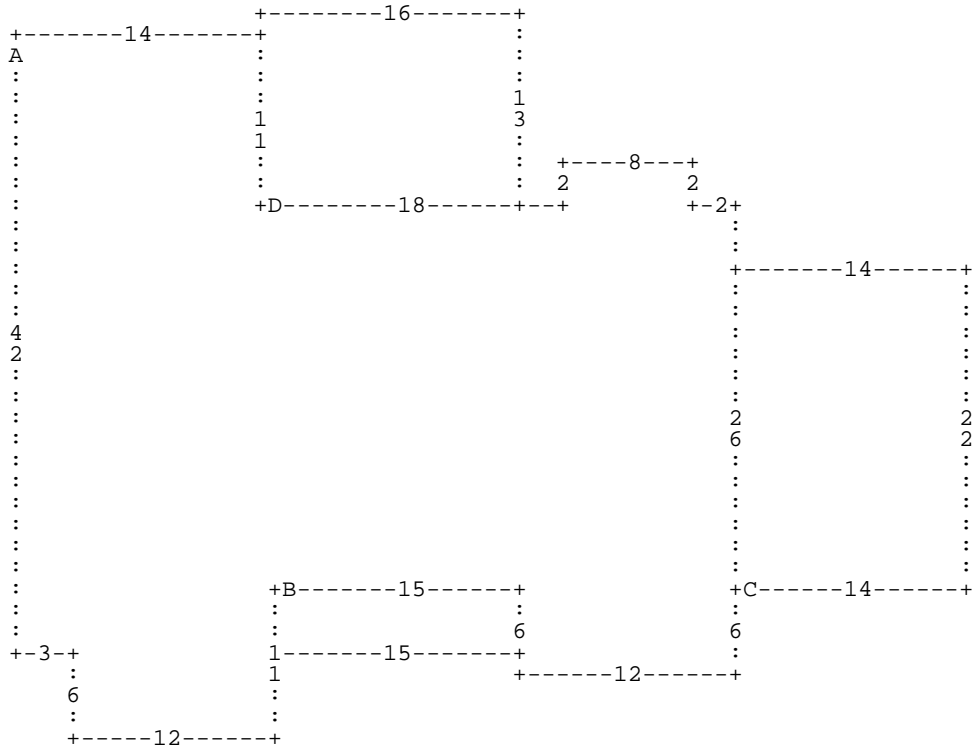 +--------16-------+
+-------14-------+                 :
A                :                 :
:                :                 :
:                :                 1
:                1                 3
:                1                 :
:                :                 :  +----8---+
:                :                 :  2        2
:                +D--------18------+--+        +-2+
:                                                 :
:                                                 :
:                                                 +-------14------+
:                                                 :               :
:                                                 :               :
4                                                 :               :
2                                                 :               :
:                                                 :               :
:                                                 :               :
:                                                 2               2
:                                                 6               2
:                                                 :               :
:                                                 :               :
:                                                 :               :
:                                                 :               :
:                                                 :               :
:                                                 :               :
:                 +B-------15------+              +C------14------+
:                 :                :              :
:                 :                6              6
+-3-+             1--------15------+              :
    :             1                +------12------+
    6             :
    :             :
    +-----12------+